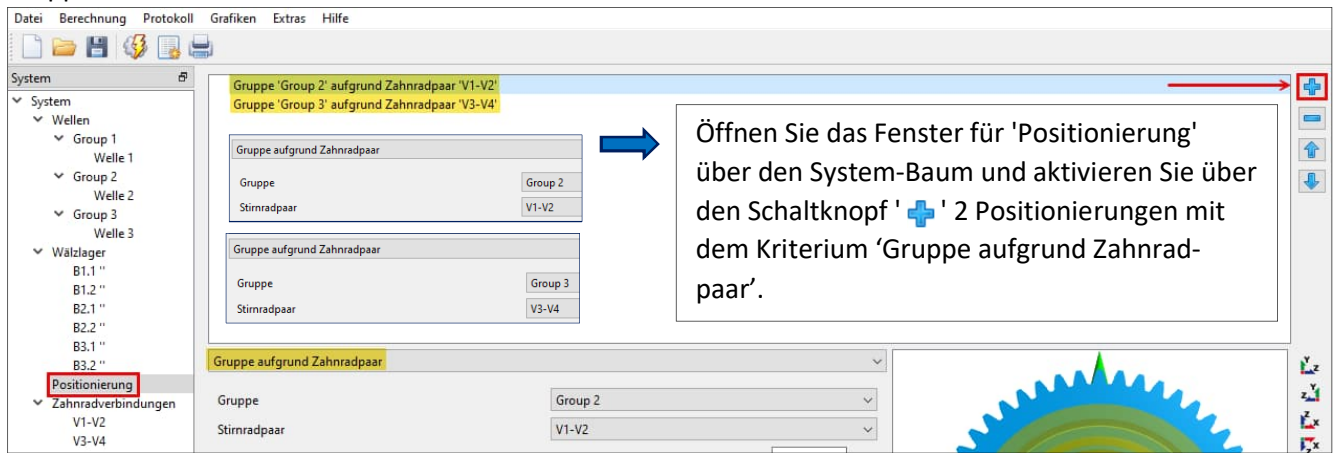 Datei Berechnung Protokoll Grafiken Extras Hilfe
System
System
Wellen
Group 1
Welle 1
Group 2
Welle 2
Group 3
Welle 3
Wälzlager
B1.1 ''
B1.2 ''
B2.1 ''
B2.2 ''
B3.1 ''
B3.2 ''
Positionierung
Zahnradverbindungen
V1-V2
V3-V4
Gruppe 'Group 2' aufgrund Zahnradpaar 'V1-V2'
Gruppe 'Group 3' aufgrund Zahnradpaar 'V3-V4'
Gruppe aufgrund Zahnradpaar
Gruppe Group 2
Stirnradpaar V1-V2
Gruppe aufgrund Zahnradpaar
Gruppe Group 3
Stirnradpaar V3-V4
Öffnen Sie das Fenster für 'Positionierung'
über den System-Baum und aktivieren Sie über
den Schaltknopf ' ' 2 Positionierungen mit
dem Kriterium ‘Gruppe aufgrund Zahnrad-
paar’.
Gruppe aufgrund Zahnradpaar
Gruppe Group 2
Stirnradpaar V1-V2
Y z
z Y
Z x
z x